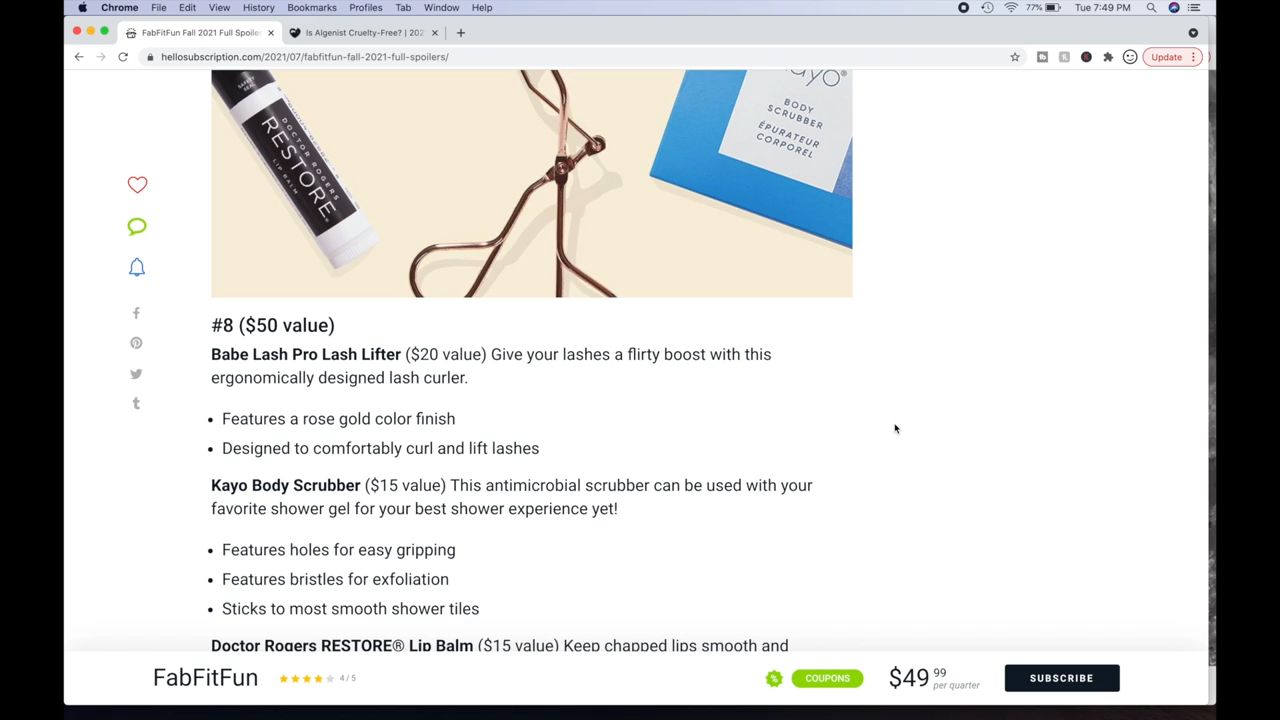 Chrome File Edit View History Bookmarks Profiles Tab Window Help 77% Tue 7:49 PM
FabFitFun Fall 2021 Full Spoile × Is Algenist Cruelty-Free? | 202 × +
hellosubscription.com/2021/07/fabfitfun-fall-2021-full-spoilers/ Update
DOCTOR ROGERS
RESTORE
LIP BALM
BODY
SCRUBBER
ÉPURATEUR
CORPOREL
#8 ($50 value)
Babe Lash Pro Lash Lifter ($20 value) Give your lashes a flirty boost with this
ergonomically designed lash curler.
• Features a rose gold color finish
• Designed to comfortably curl and lift lashes
Kayo Body Scrubber ($15 value) This antimicrobial scrubber can be used with your
favorite shower gel for your best shower experience yet!
• Features holes for easy gripping
• Features bristles for exfoliation
• Sticks to most smooth shower tiles
Doctor Rogers RESTORE® Lip Balm ($15 value) Keep chapped lips smooth and
FabFitFun 4 / 5 % COUPONS $49 99 per quarter SUBSCRIBE